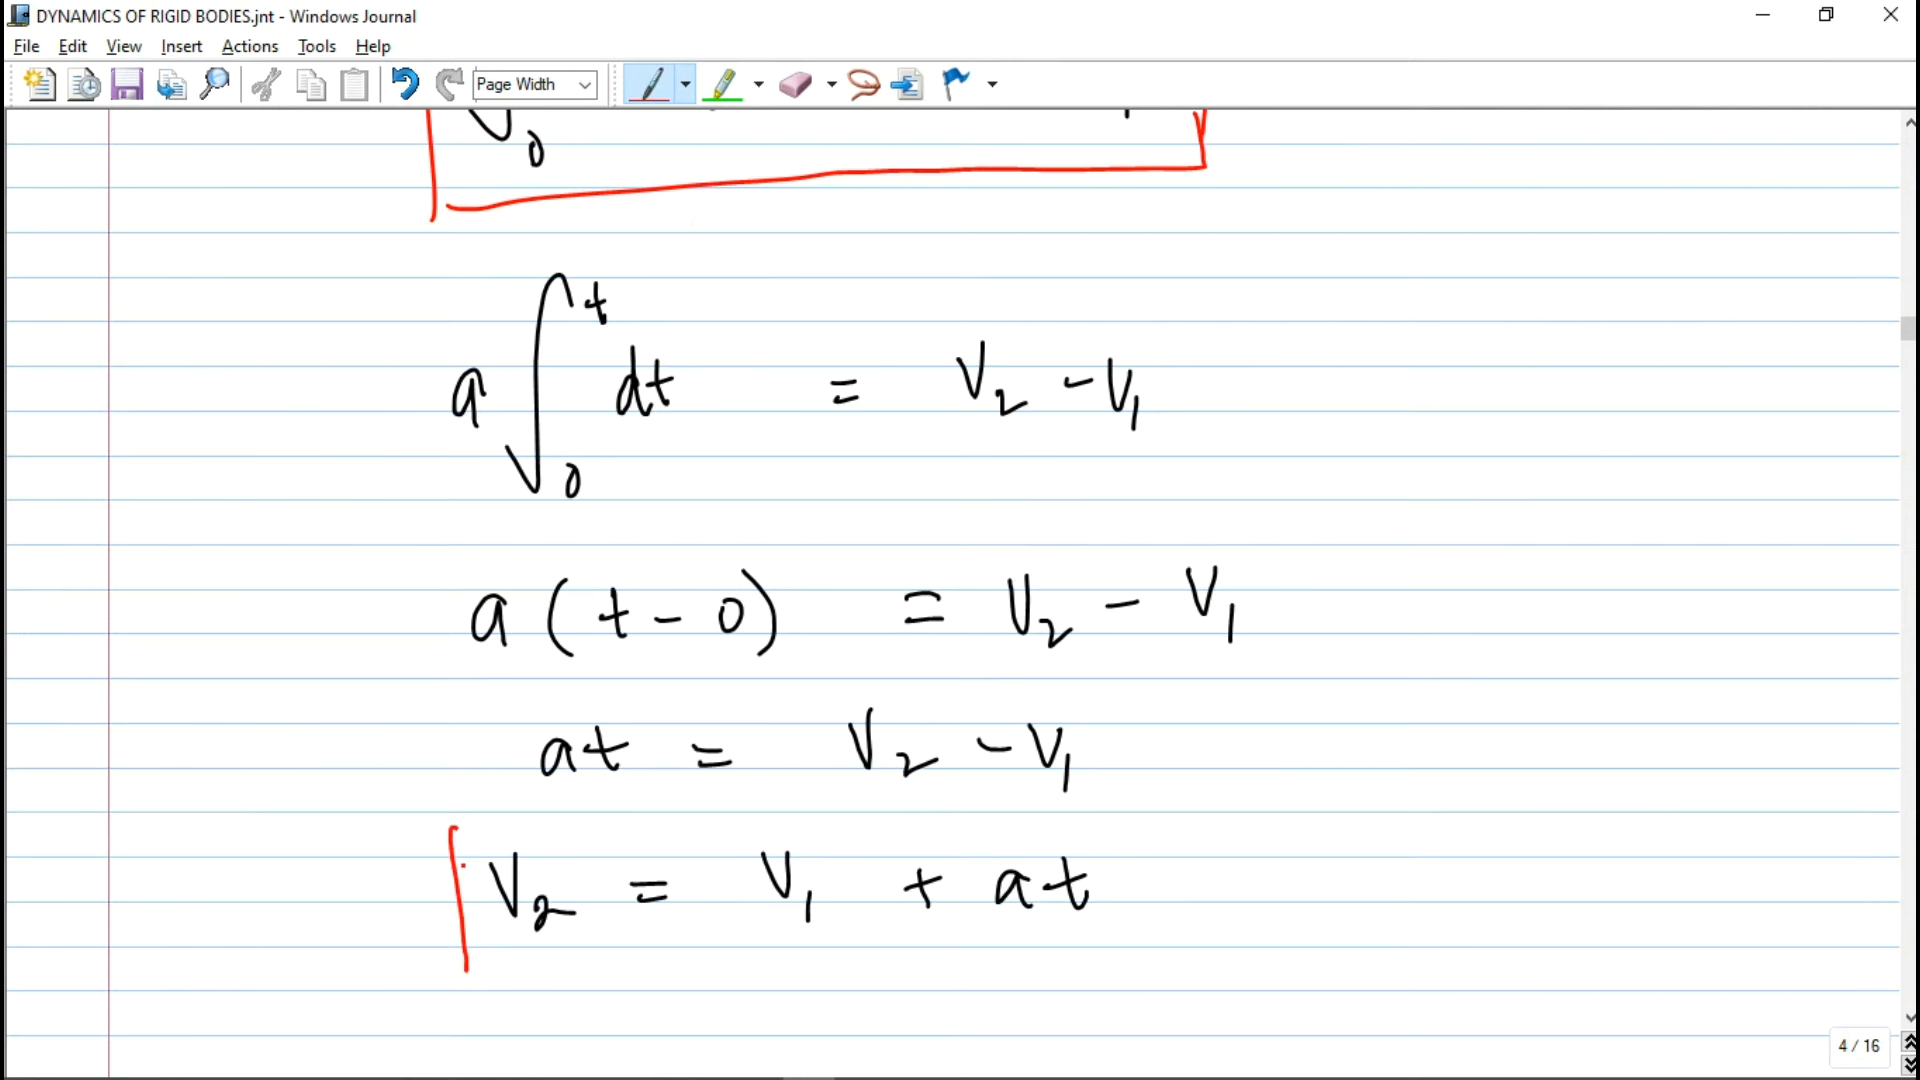 DYNAMICS OF RIGID BODIES.jnt - Windows Journal
File Edit View Insert Actions Tools Help
Page Width
0
a ∫₀ᵗ dt = V₂ - V₁
a ( t - 0 ) = V₂ - V₁
at = V₂ - V₁
V₂ = V₁ + at
4 / 16